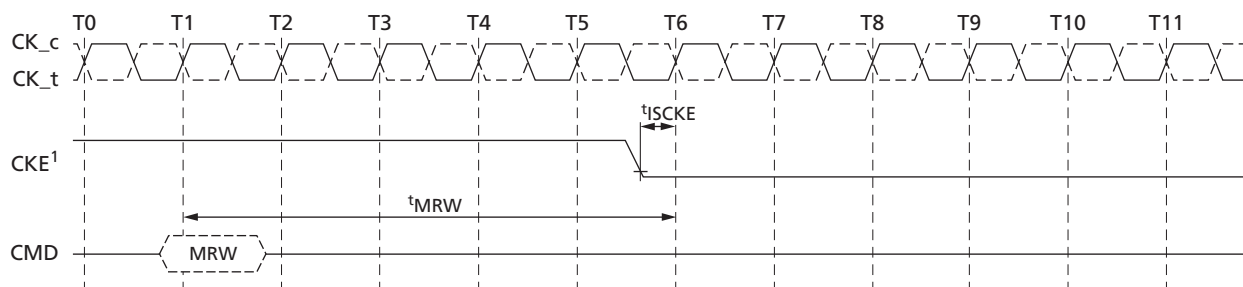 T0 T1 T2 T3 T4 T5 T6 T7 T8 T9 T10 T11
CK_c
CK_t
tISCKE
CKE1
tMRW
CMD MRW